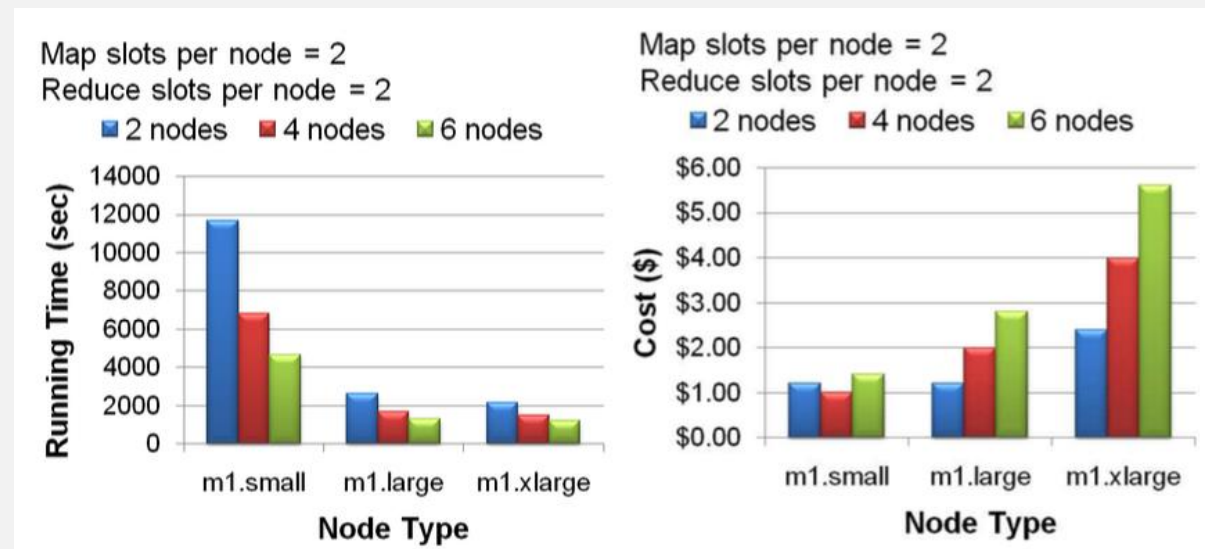 Map slots per node = 2
Reduce slots per node = 2
2 nodes 4 nodes 6 nodes
Running Time (sec)
14000
12000
10000
8000
6000
4000
2000
0
m1.small m1.large m1.xlarge
Node Type
Map slots per node = 2
Reduce slots per node = 2
2 nodes 4 nodes 6 nodes
Cost ($)
$6.00
$5.00
$4.00
$3.00
$2.00
$1.00
$0.00
m1.small m1.large m1.xlarge
Node Type